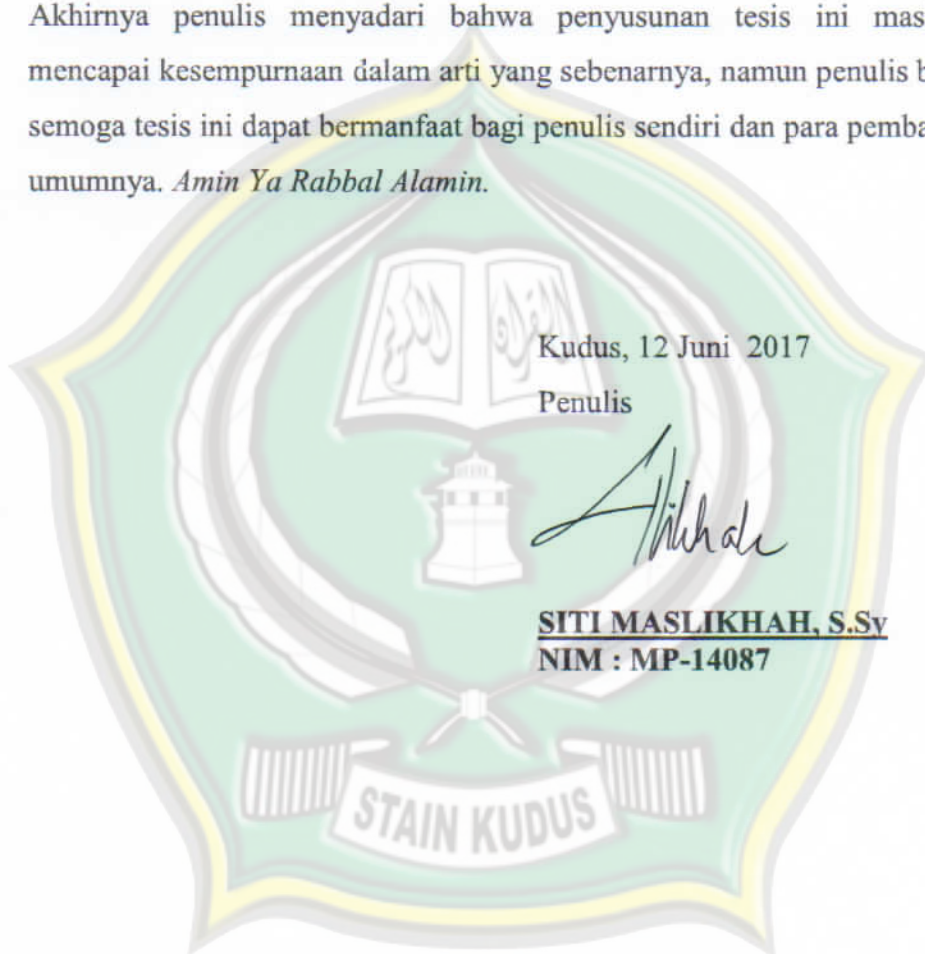 Akhirnya penulis menyadari bahwa penyusunan tesis ini mas
mencapai kesempurnaan dalam arti yang sebenarnya, namun penulis b
semoga tesis ini dapat bermanfaat bagi penulis sendiri dan para pemba
umumnya. Amin Ya Rabbal Alamin.
Kudus, 12 Juni 2017
Penulis
SITI MASLIKHAH, S.Sy
NIM : MP-14087
STAIN KUDUS